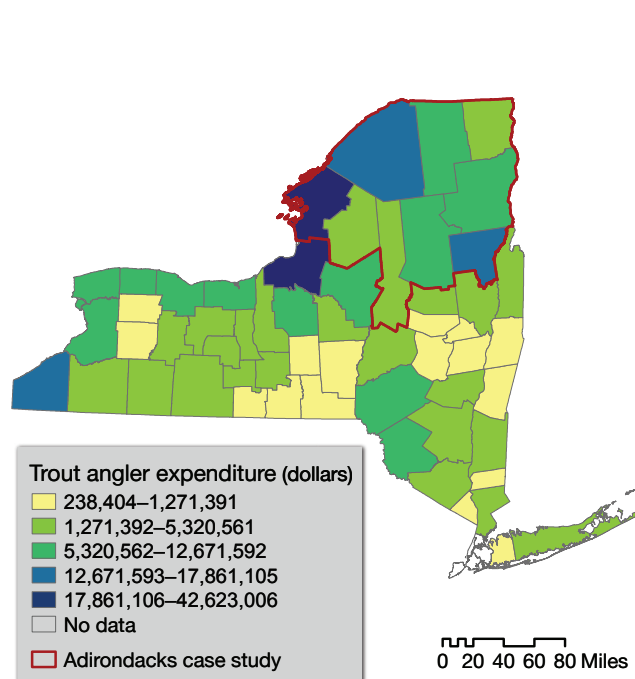 Trout angler expenditure (dollars)
238,404–1,271,391
1,271,392–5,320,561
5,320,562–12,671,592
12,671,593–17,861,105
17,861,106–42,623,006
No data
Adirondacks case study
0 20 40 60 80 Miles